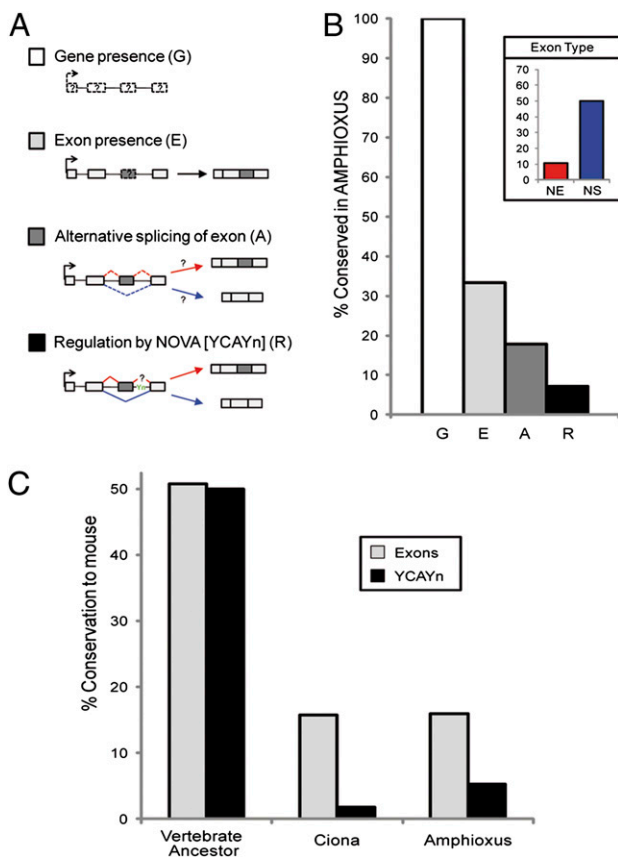 A
Gene presence (G)
? ? ? ?
Exon presence (E)
?
Alternative splicing of exon (A)
?
?
Regulation by NOVA [YCAYn] (R)
?
Yn
B
% Conserved in AMPHIOXUS
100
90
80
70
60
50
40
30
20
10
0
G E A R
Exon Type
70
60
50
40
30
20
10
0
NE NS
C
% Conservation to mouse
50
40
30
20
10
0
Exons
YCAYn
Vertebrate
Ancestor
Ciona
Amphioxus